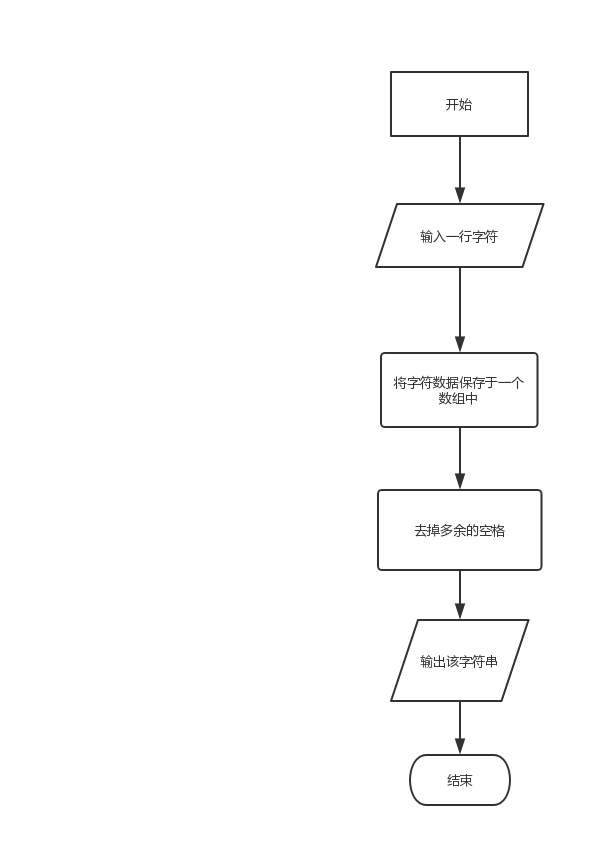 开始
输入一行字符
将字符数据保存于一个
数组中
去掉多余的空格
输出该字符串
结束